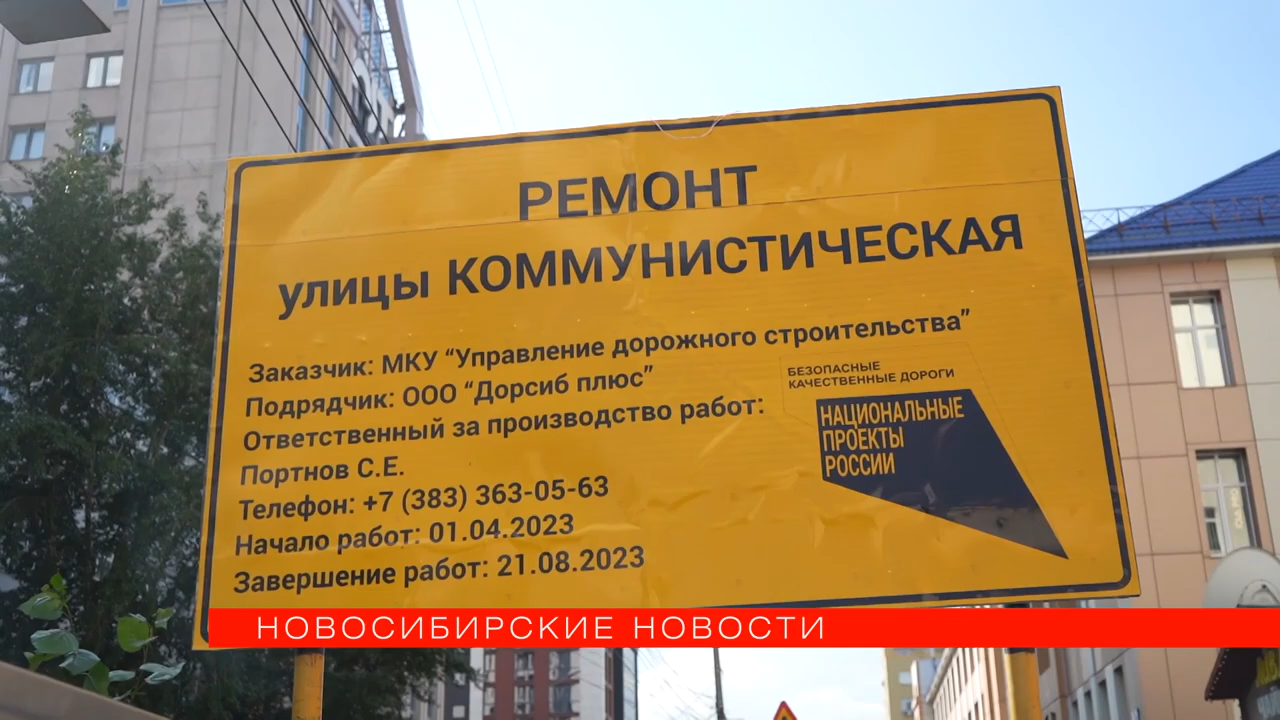 РЕМОНТ
улицы КОММУНИСТИЧЕСКАЯ
Заказчик: МКУ “Управление дорожного строительства”
Подрядчик: ООО “Дорсиб плюс”
Ответственный за производство работ:
Портнов С.Е.
Телефон: +7 (383) 363-05-63
Начало работ: 01.04.2023
Завершение работ: 21.08.2023
БЕЗОПАСНЫЕ
КАЧЕСТВЕННЫЕ ДОРОГИ
НАЦИОНАЛЬНЫЕ
ПРОЕКТЫ
РОССИИ
НОВОСИБИРСКИЕ НОВОСТИ